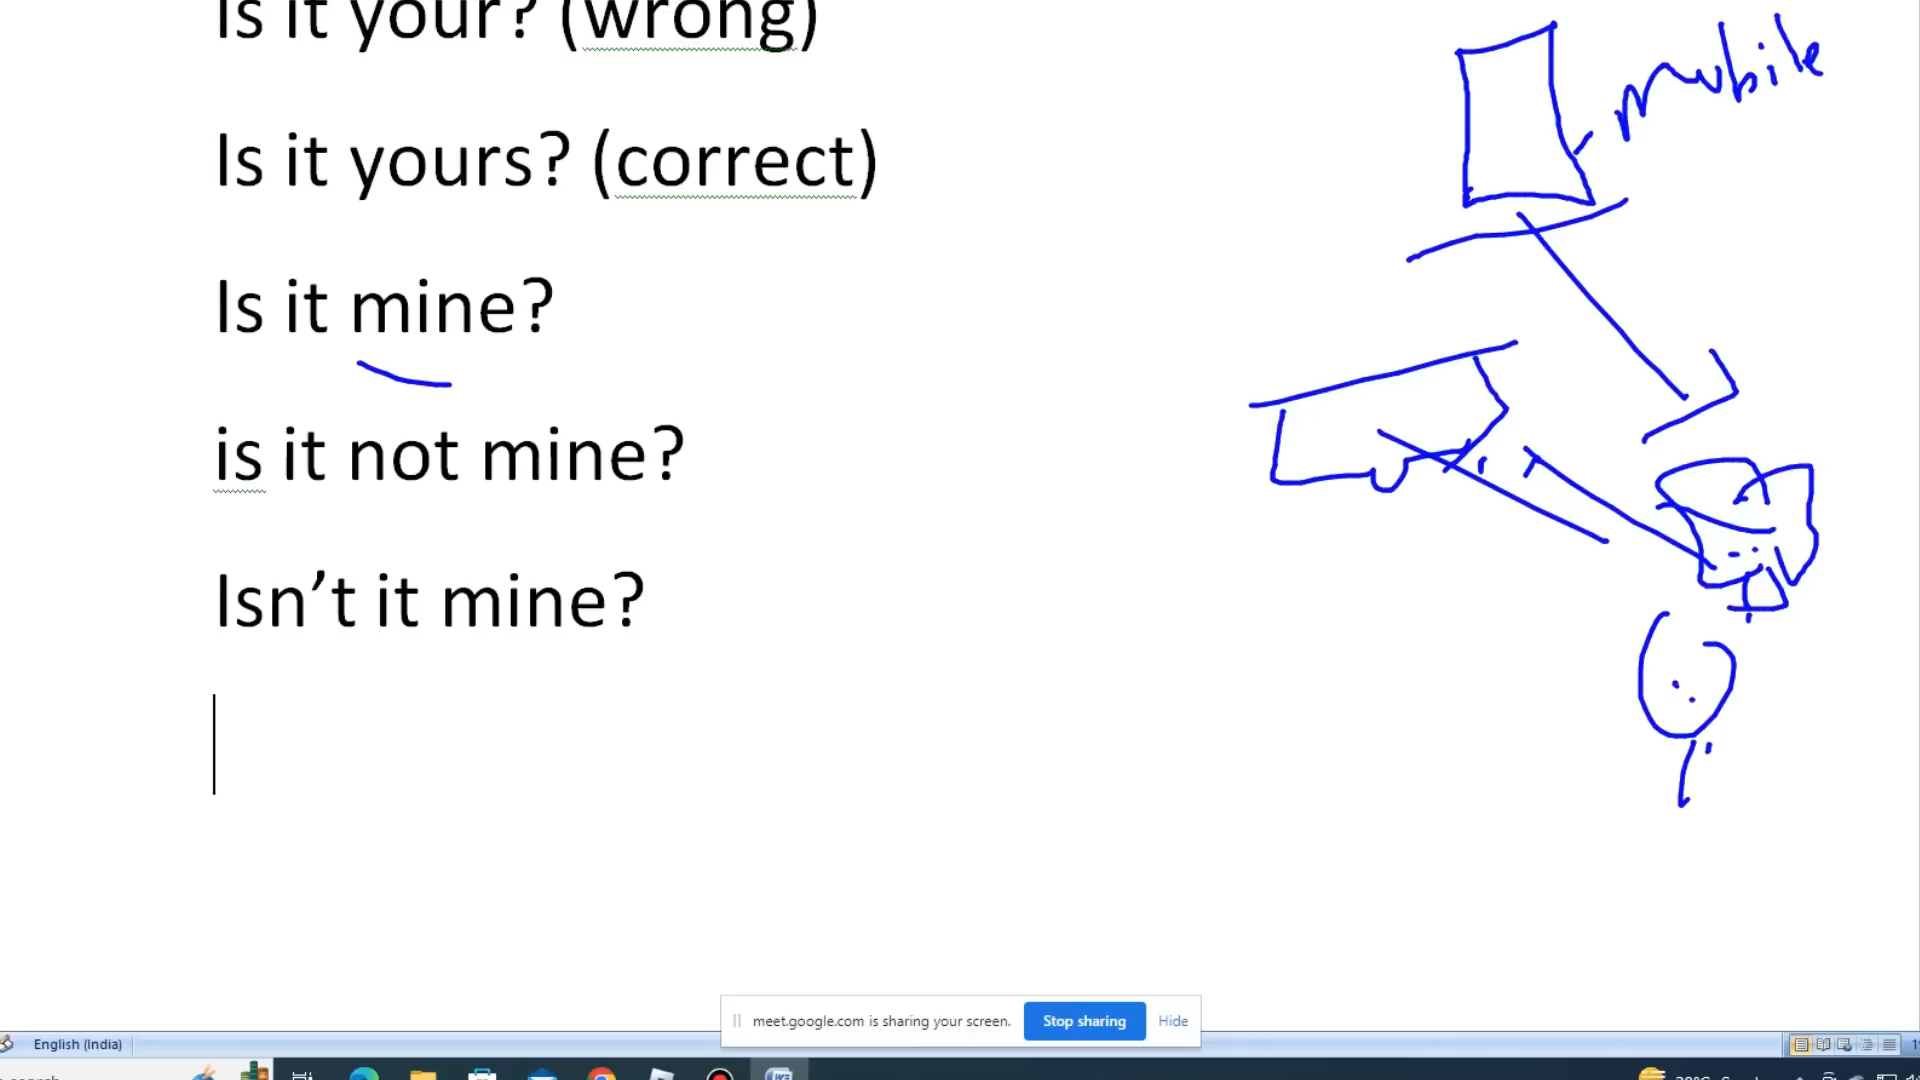 Is it your? (wrong)
mobile
Is it yours? (correct)
Is it mine?
is it not mine?
Isn’t it mine?
meet.google.com is sharing your screen.
Stop sharing
Hide
English (India)